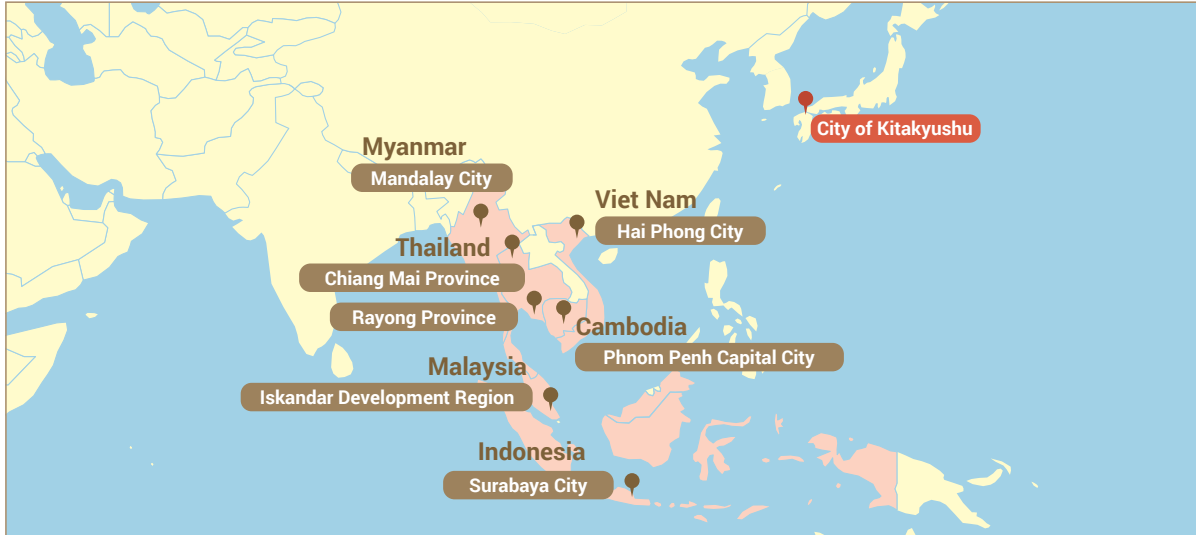 City of Kitakyushu
Myanmar
Mandalay City
Viet Nam
Hai Phong City
Thailand
Chiang Mai Province
Rayong Province
Cambodia
Phnom Penh Capital City
Malaysia
Iskandar Development Region
Indonesia
Surabaya City